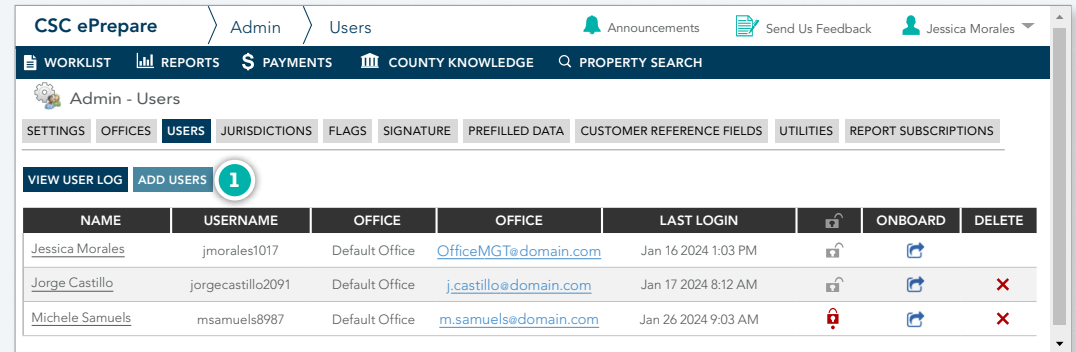 CSC ePrepare Admin Users Announcements Send Us Feedback Jessica Morales
WORKLIST REPORTS $ PAYMENTS COUNTY KNOWLEDGE PROPERTY SEARCH
Admin - Users
SETTINGS OFFICES USERS JURISDICTIONS FLAGS SIGNATURE PREFILLED DATA CUSTOMER REFERENCE FIELDS UTILITIES REPORT SUBSCRIPTIONS
VIEW USER LOG ADD USERS 1
NAME USERNAME OFFICE OFFICE LAST LOGIN ONBOARD DELETE
Jessica Morales jmorales1017 Default Office OfficeMGT@domain.com Jan 16 2024 1:03 PM
Jorge Castillo jorgecastillo2091 Default Office j.castillo@domain.com Jan 17 2024 8:12 AM
Michele Samuels msamuels8987 Default Office m.samuels@domain.com Jan 26 2024 9:03 AM